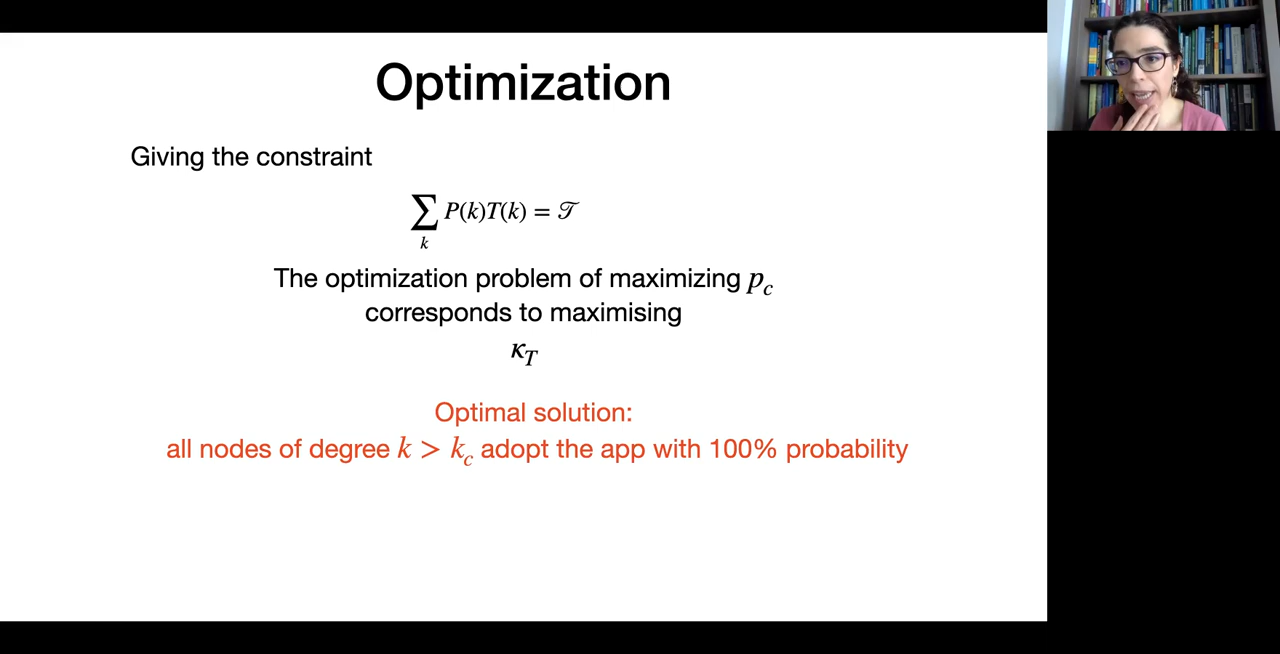 Optimization
Giving the constraint
∑ P(k)T(k) = 𝒯
k
The optimization problem of maximizing p_c
corresponds to maximising
κ_T
Optimal solution:
all nodes of degree k > k_c adopt the app with 100% probability